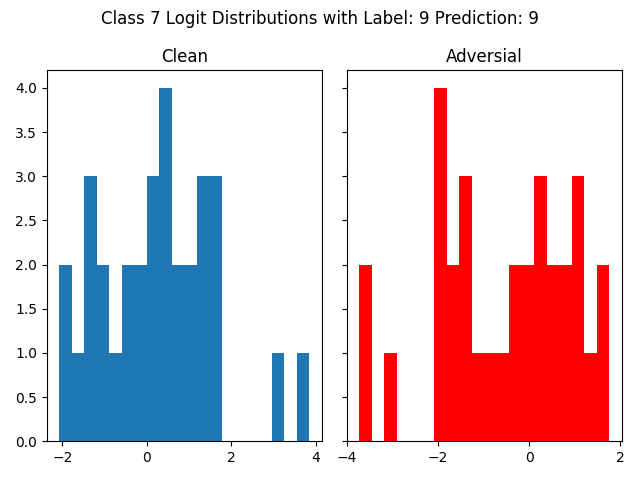 Class 7 Logit Distributions with Label: 9 Prediction: 9
Clean
Adversial
4.0
3.5
3.0
2.5
2.0
1.5
1.0
0.5
0.0
−2 0 2 4
−4 −2 0 2